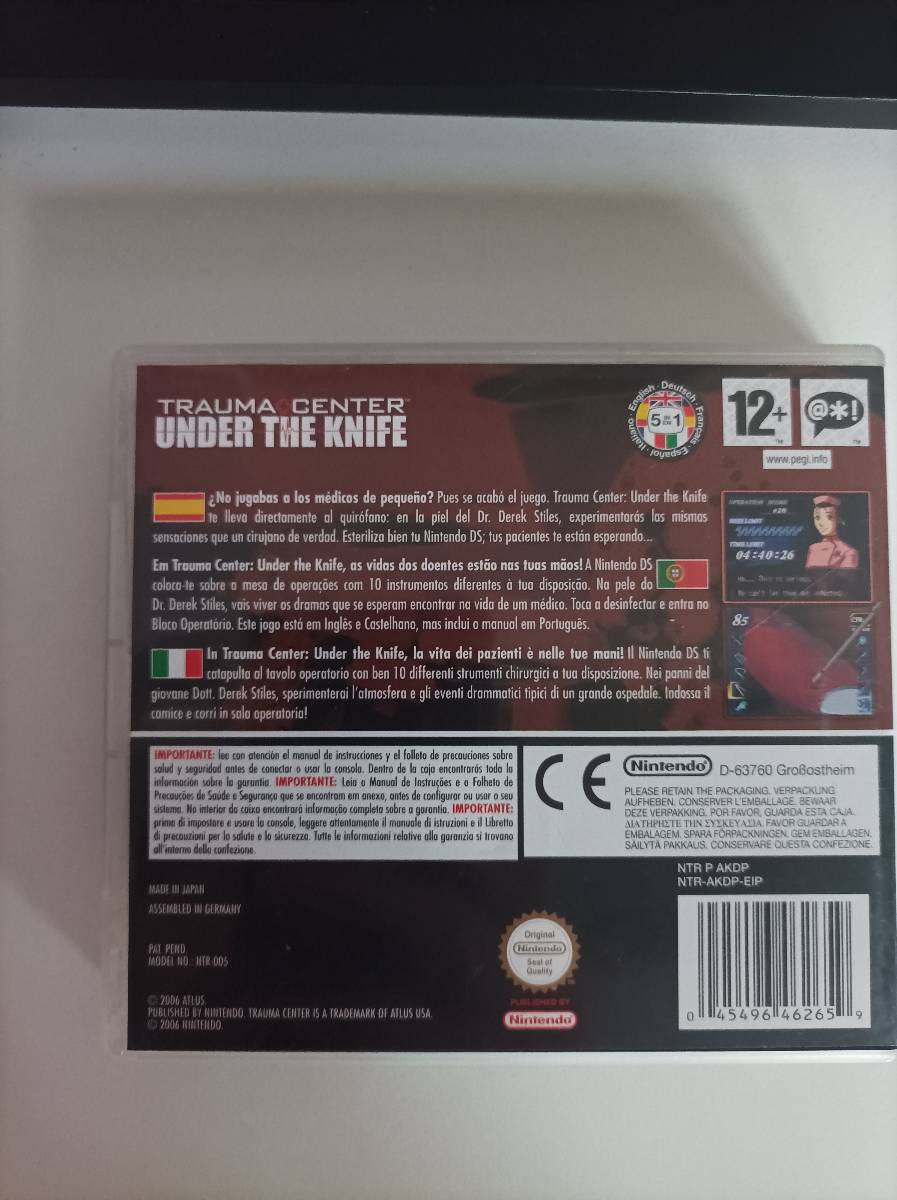 TRAUMA CENTER™
UNDER THE KNIFE
English · Deutsch · Français · Español · Italiano
5 IN 1
12+
™
@*!
™
www.pegi.info
¿No jugabas a los médicos de pequeño? Pues se acabó el juego. Trauma Center: Under the Knife
te lleva directamente al quirófano: en la piel del Dr. Derek Stiles, experimentarás las mismas
sensaciones que un cirujano de verdad. Esteriliza bien tu Nintendo DS; tus pacientes te están esperando...
Em Trauma Center: Under the Knife, as vidas dos doentes estão nas tuas mãos! A Nintendo DS
coloca-te sobre a mesa de operações com 10 instrumentos diferentes à tua disposição. Na pele do
Dr. Derek Stiles, vais viver os dramas que se esperam encontrar na vida de um médico. Toca a desinfectar e entra no
Bloco Operatório. Este jogo está em Inglês e Castelhano, mas inclui o manual em Português.
In Trauma Center: Under the Knife, la vita dei pazienti è nelle tue mani! Il Nintendo DS ti
catapulta al tavolo operatorio con ben 10 differenti strumenti chirurgici a tua disposizione. Nei panni del
giovane Dott. Derek Stiles, sperimenterai l'atmosfera e gli eventi drammatici tipici di un grande ospedale. Indossa il
camice e corri in sala operatoria!
TIME LIMIT
04:40:26
85
IMPORTANTE: lee con atención el manual de instrucciones y el folleto de precauciones sobre
salud y seguridad antes de conectar o usar la consola. Dentro de la caja encontrarás toda la
información sobre la garantía. IMPORTANTE: Leia o Manual de Instruções e o Folheto de
Precauções de Saúde e Segurança que se encontram em anexo, antes de configurar ou usar o seu
sistema. No interior da caixa encontrará informação completa sobre a garantia. IMPORTANTE:
prima di impostare e usare la console, leggere attentamente il manuale di istruzioni e il Libretto
di precauzioni per la salute e la sicurezza. Tutte le informazioni relative alla garanzia si trovano
all'interno della confezione.
CE
Nintendo® D-63760 Großostheim
PLEASE RETAIN THE PACKAGING. VERPACKUNG
AUFHEBEN. CONSERVER L'EMBALLAGE. BEWAAR
DEZE VERPAKKING. POR FAVOR, GUARDA ESTA CAJA.
ΔΙΑΤΗΡΗΣΤΕ ΤΗΝ ΣΥΣΚΕΥΑΣΙΑ. FAVOR GUARDAR A
EMBALAGEM. SPARA FÖRPACKNINGEN. GEM EMBALLAGEN.
SÄILYTÄ PAKKAUS. CONSERVARE QUESTA CONFEZIONE.
NTR P AKDP
NTR-AKDP-EIP
MADE IN JAPAN
ASSEMBLED IN GERMANY
PAT. PEND.
MODEL NO.: NTR-005
© 2006 ATLUS.
PUBLISHED BY NINTENDO. TRAUMA CENTER IS A TRADEMARK OF ATLUS USA.
© 2006 NINTENDO.
Original
Nintendo
Seal of
Quality
PUBLISHED BY
Nintendo
0 45496 46265 9